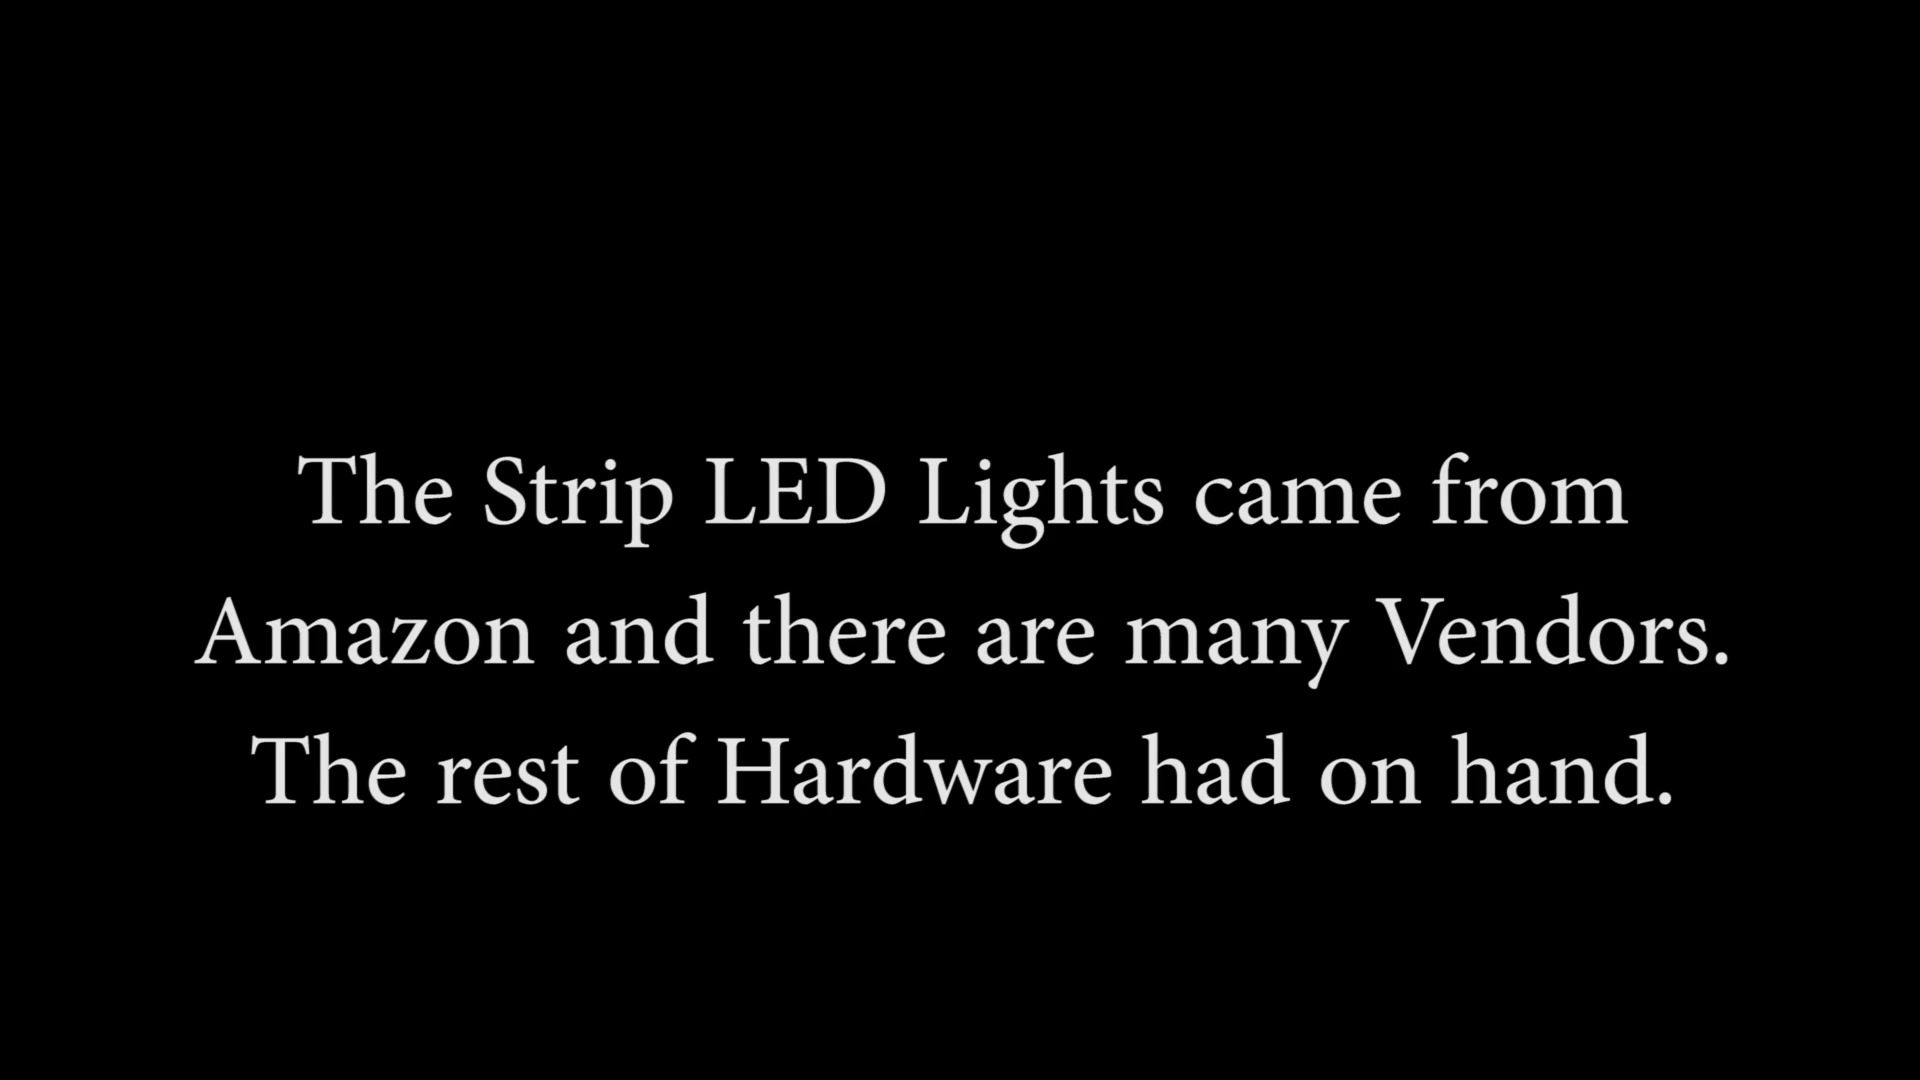 The Strip LED Lights came from
Amazon and there are many Vendors.
The rest of Hardware had on hand.